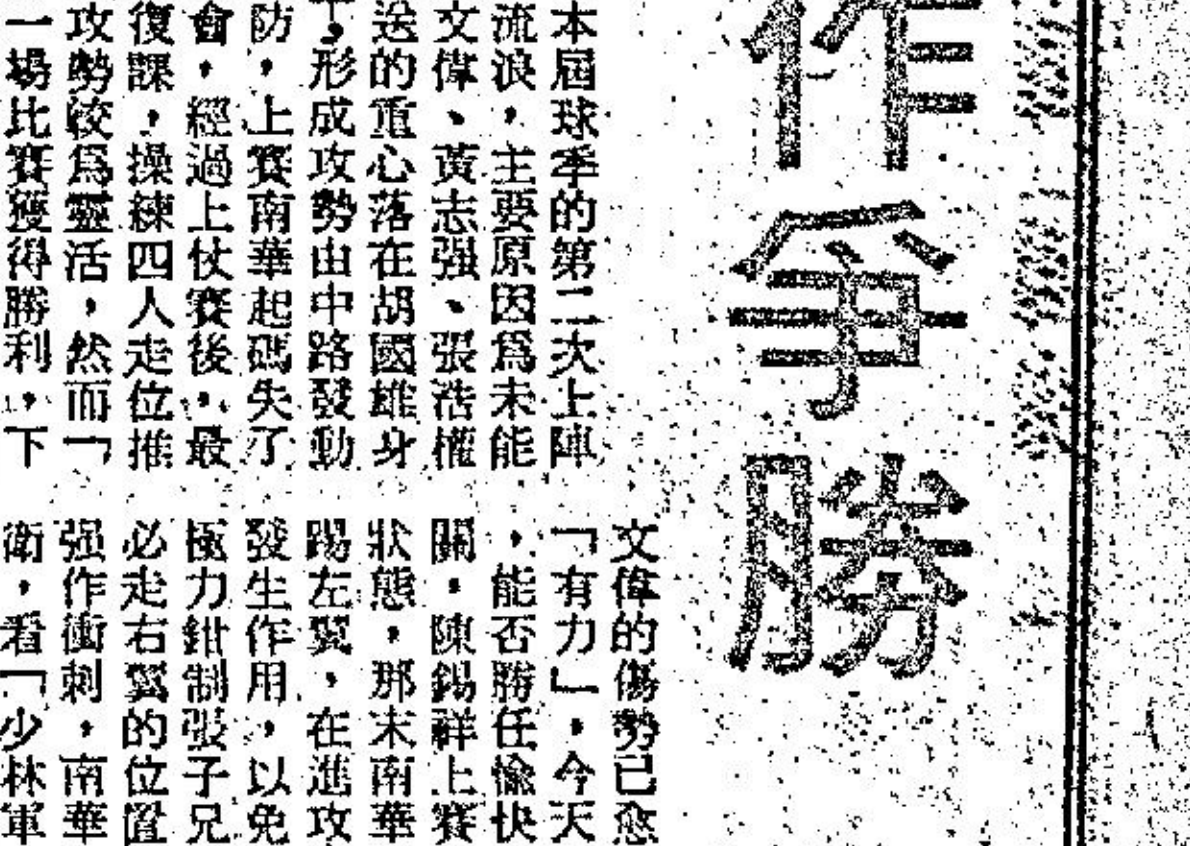 作爭勝
本屆球季的第二次上陣
流浪，主要原因爲未能
文偉、黃志强、張浩權
送的重心落在胡國雄身
了，形成攻勢由中路發動
防，上賽南華起碼失了
會，經過上仗賽後，最
復課，操練四人走位推
攻勢較爲靈活，然而「
一場比賽獲得勝利，下
文偉的傷勢已愈
「有力」，今天
，能否勝任愉快
關，陳錫祥上賽
狀態，那末南華
踢左翼，在進攻
發生作用，以免
極力鉗制張子兄
必走右翼的位置
强作衝刺，南華
衛，看「少林軍